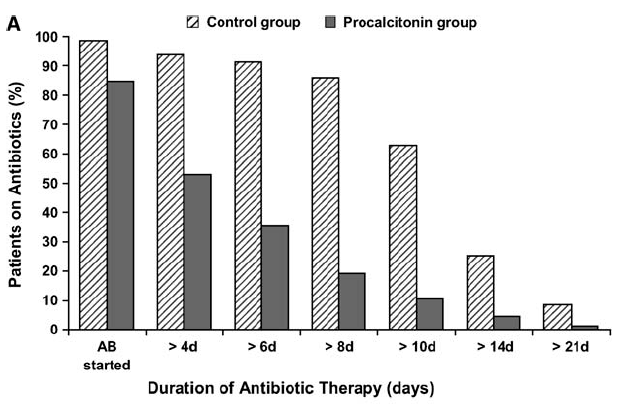 A
Control group Procalcitonin group
Patients on Antibiotics (%)
100
90
80
70
60
50
40
30
20
10
0
AB started > 4d > 6d > 8d > 10d > 14d > 21d
Duration of Antibiotic Therapy (days)